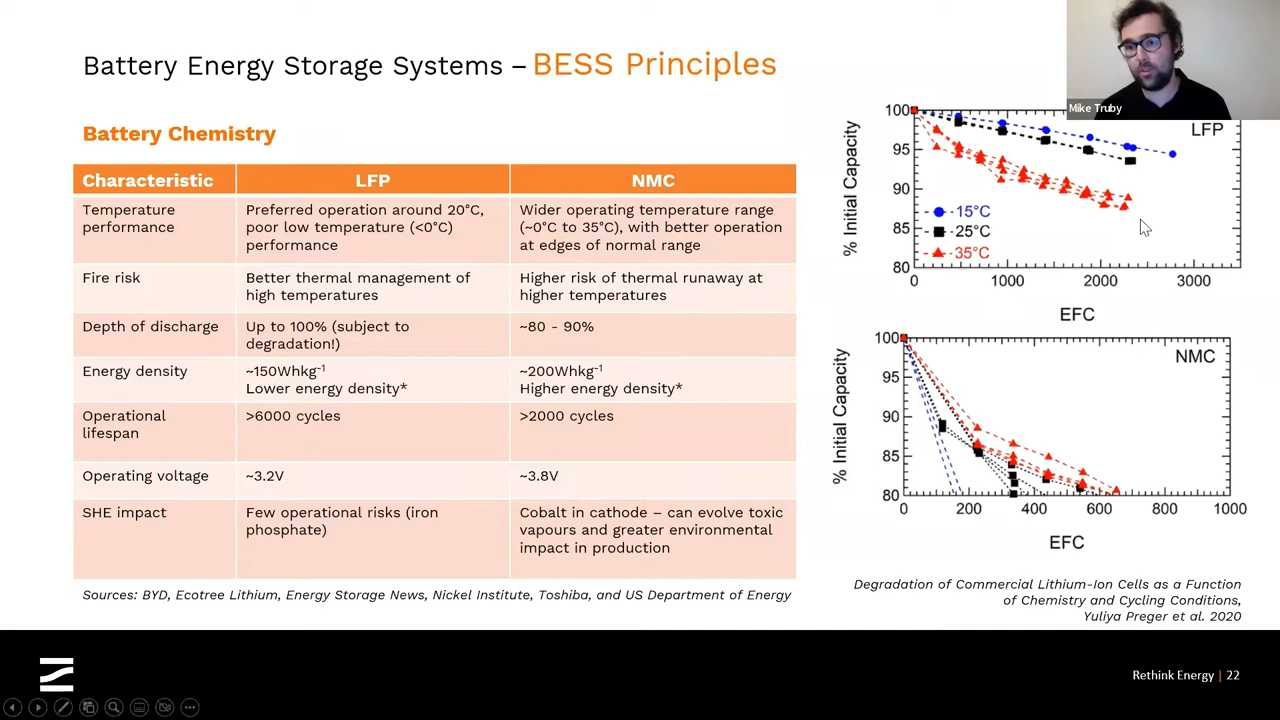 Battery Energy Storage Systems – BESS Principles
Mike Truby
Battery Chemistry
Characteristic
LFP
NMC
Temperature
performance
Preferred operation around 20°C,
poor low temperature (<0°C)
performance
Wider operating temperature range
(~0°C to 35°C), with better operation
at edges of normal range
Fire risk
Better thermal management of
high temperatures
Higher risk of thermal runaway at
higher temperatures
Depth of discharge
Up to 100% (subject to
degradation!)
~80 - 90%
Energy density
~150Whkg⁻¹
Lower energy density*
~200Whkg⁻¹
Higher energy density*
Operational
lifespan
>6000 cycles
>2000 cycles
Operating voltage
~3.2V
~3.8V
SHE impact
Few operational risks (iron
phosphate)
Cobalt in cathode – can evolve toxic
vapours and greater environmental
impact in production
Sources: BYD, Ecotree Lithium, Energy Storage News, Nickel Institute, Toshiba, and US Department of Energy
LFP
% Initial Capacity
100
95
90
85
80
15°C
25°C
35°C
0
1000
2000
3000
EFC
NMC
% Initial Capacity
100
95
90
85
80
0
200
400
600
800
1000
EFC
Degradation of Commercial Lithium-Ion Cells as a Function
of Chemistry and Cycling Conditions,
Yuliya Preger et al. 2020
Rethink Energy | 22